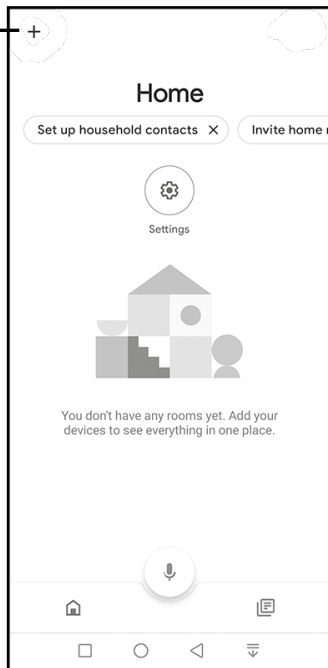 Home
Set up household contacts
Invite home
Settings
You don't have any rooms yet. Add your
devices to see everything in one place.